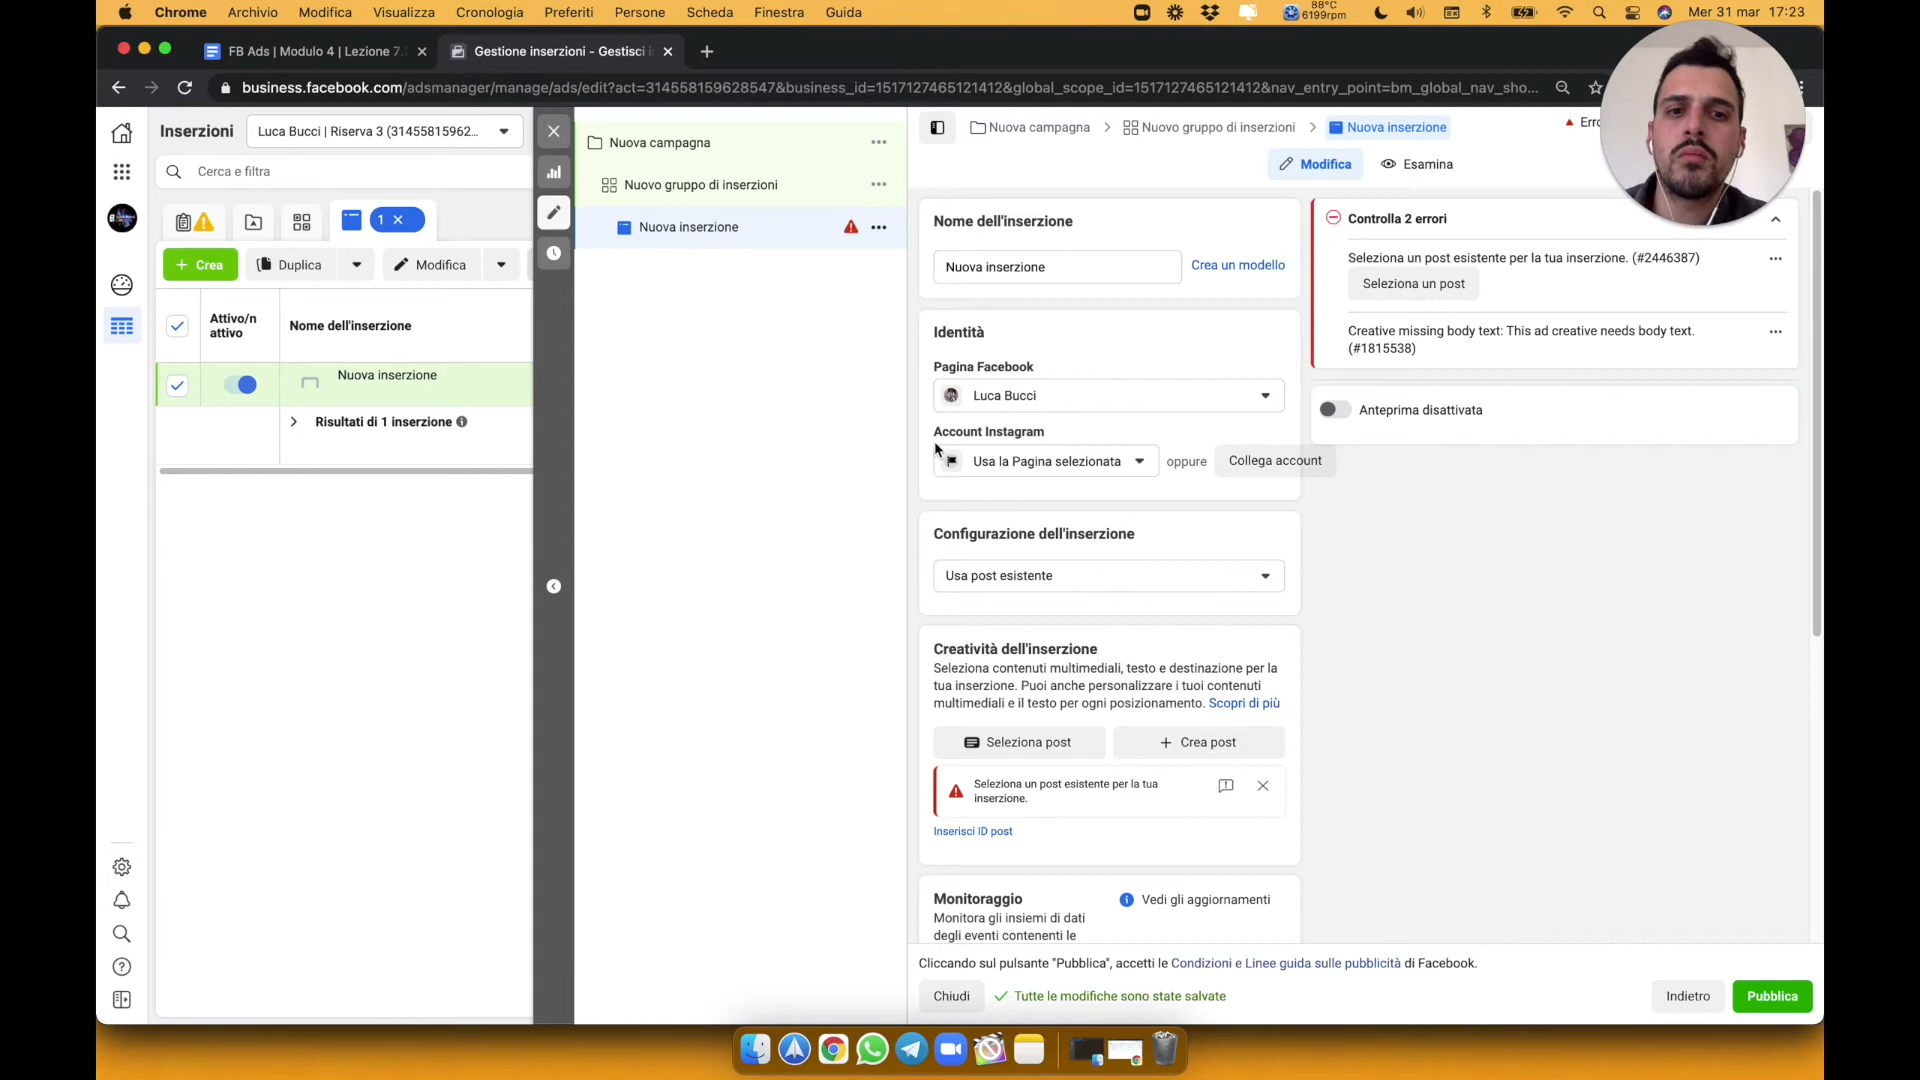 Chrome Archivio Modifica Visualizza Cronologia Preferiti Persone Scheda Finestra Guida
88°C
6199rpm
Mer 31 mar 17:23
FB Ads | Modulo 4 | Lezione 7.
Gestione inserzioni - Gestisci i
business.facebook.com/adsmanager/manage/ads/edit?act=314558159628547&business_id=1517127465121412&global_scope_id=1517127465121412&nav_entry_point=bm_global_nav_sho...
Inserzioni
Luca Bucci | Riserva 3 (31455815962...
Cerca e filtra
1
Crea
Duplica
Modifica
Attivo/n
attivo
Nome dell'inserzione
Nuova inserzione
Risultati di 1 inserzione
Nuova campagna
Nuovo gruppo di inserzioni
Nuova inserzione
Nuova campagna
Nuovo gruppo di inserzioni
Nuova inserzione
Modifica
Esamina
Nome dell'inserzione
Nuova inserzione
Crea un modello
Identità
Pagina Facebook
Luca Bucci
Account Instagram
Usa la Pagina selezionata
oppure
Collega account
Configurazione dell'inserzione
Usa post esistente
Creatività dell'inserzione
Seleziona contenuti multimediali, testo e destinazione per la
tua inserzione. Puoi anche personalizzare i tuoi contenuti
multimediali e il testo per ogni posizionamento. Scopri di più
Seleziona post
Crea post
Seleziona un post esistente per la tua
inserzione.
Inserisci ID post
Monitoraggio
Vedi gli aggiornamenti
Monitora gli insiemi di dati
degli eventi contenenti le
Controlla 2 errori
Seleziona un post esistente per la tua inserzione. (#2446387)
Seleziona un post
Creative missing body text: This ad creative needs body text.
(#1815538)
Anteprima disattivata
Cliccando sul pulsante "Pubblica", accetti le Condizioni e Linee guida sulle pubblicità di Facebook.
Chiudi
Tutte le modifiche sono state salvate
Indietro
Pubblica